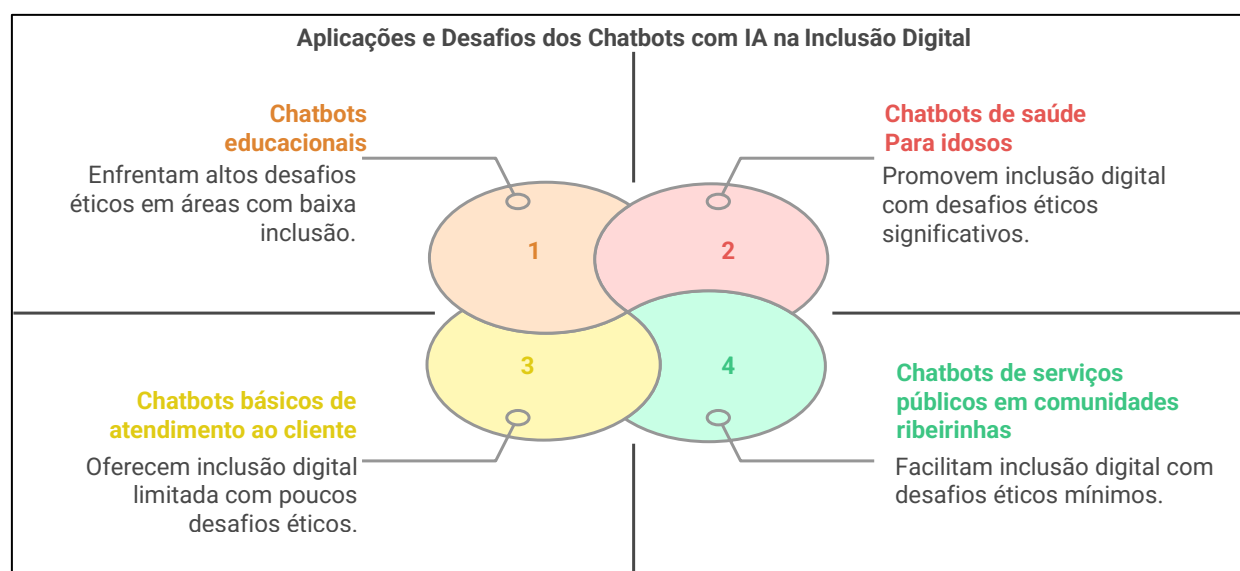 Aplicações e Desafios dos Chatbots com IA na Inclusão Digital
Chatbots
educacionais
Enfrentam altos desafios
éticos em áreas com baixa
inclusão.
Chatbots de saúde
Para idosos
Promovem inclusão digital
com desafios éticos
significativos.
1
2
3
4
Chatbots básicos de
atendimento ao cliente
Oferecem inclusão digital
limitada com poucos
desafios éticos.
Chatbots de serviços
públicos em comunidades
ribeirinhas
Facilitam inclusão digital com
desafios éticos mínimos.